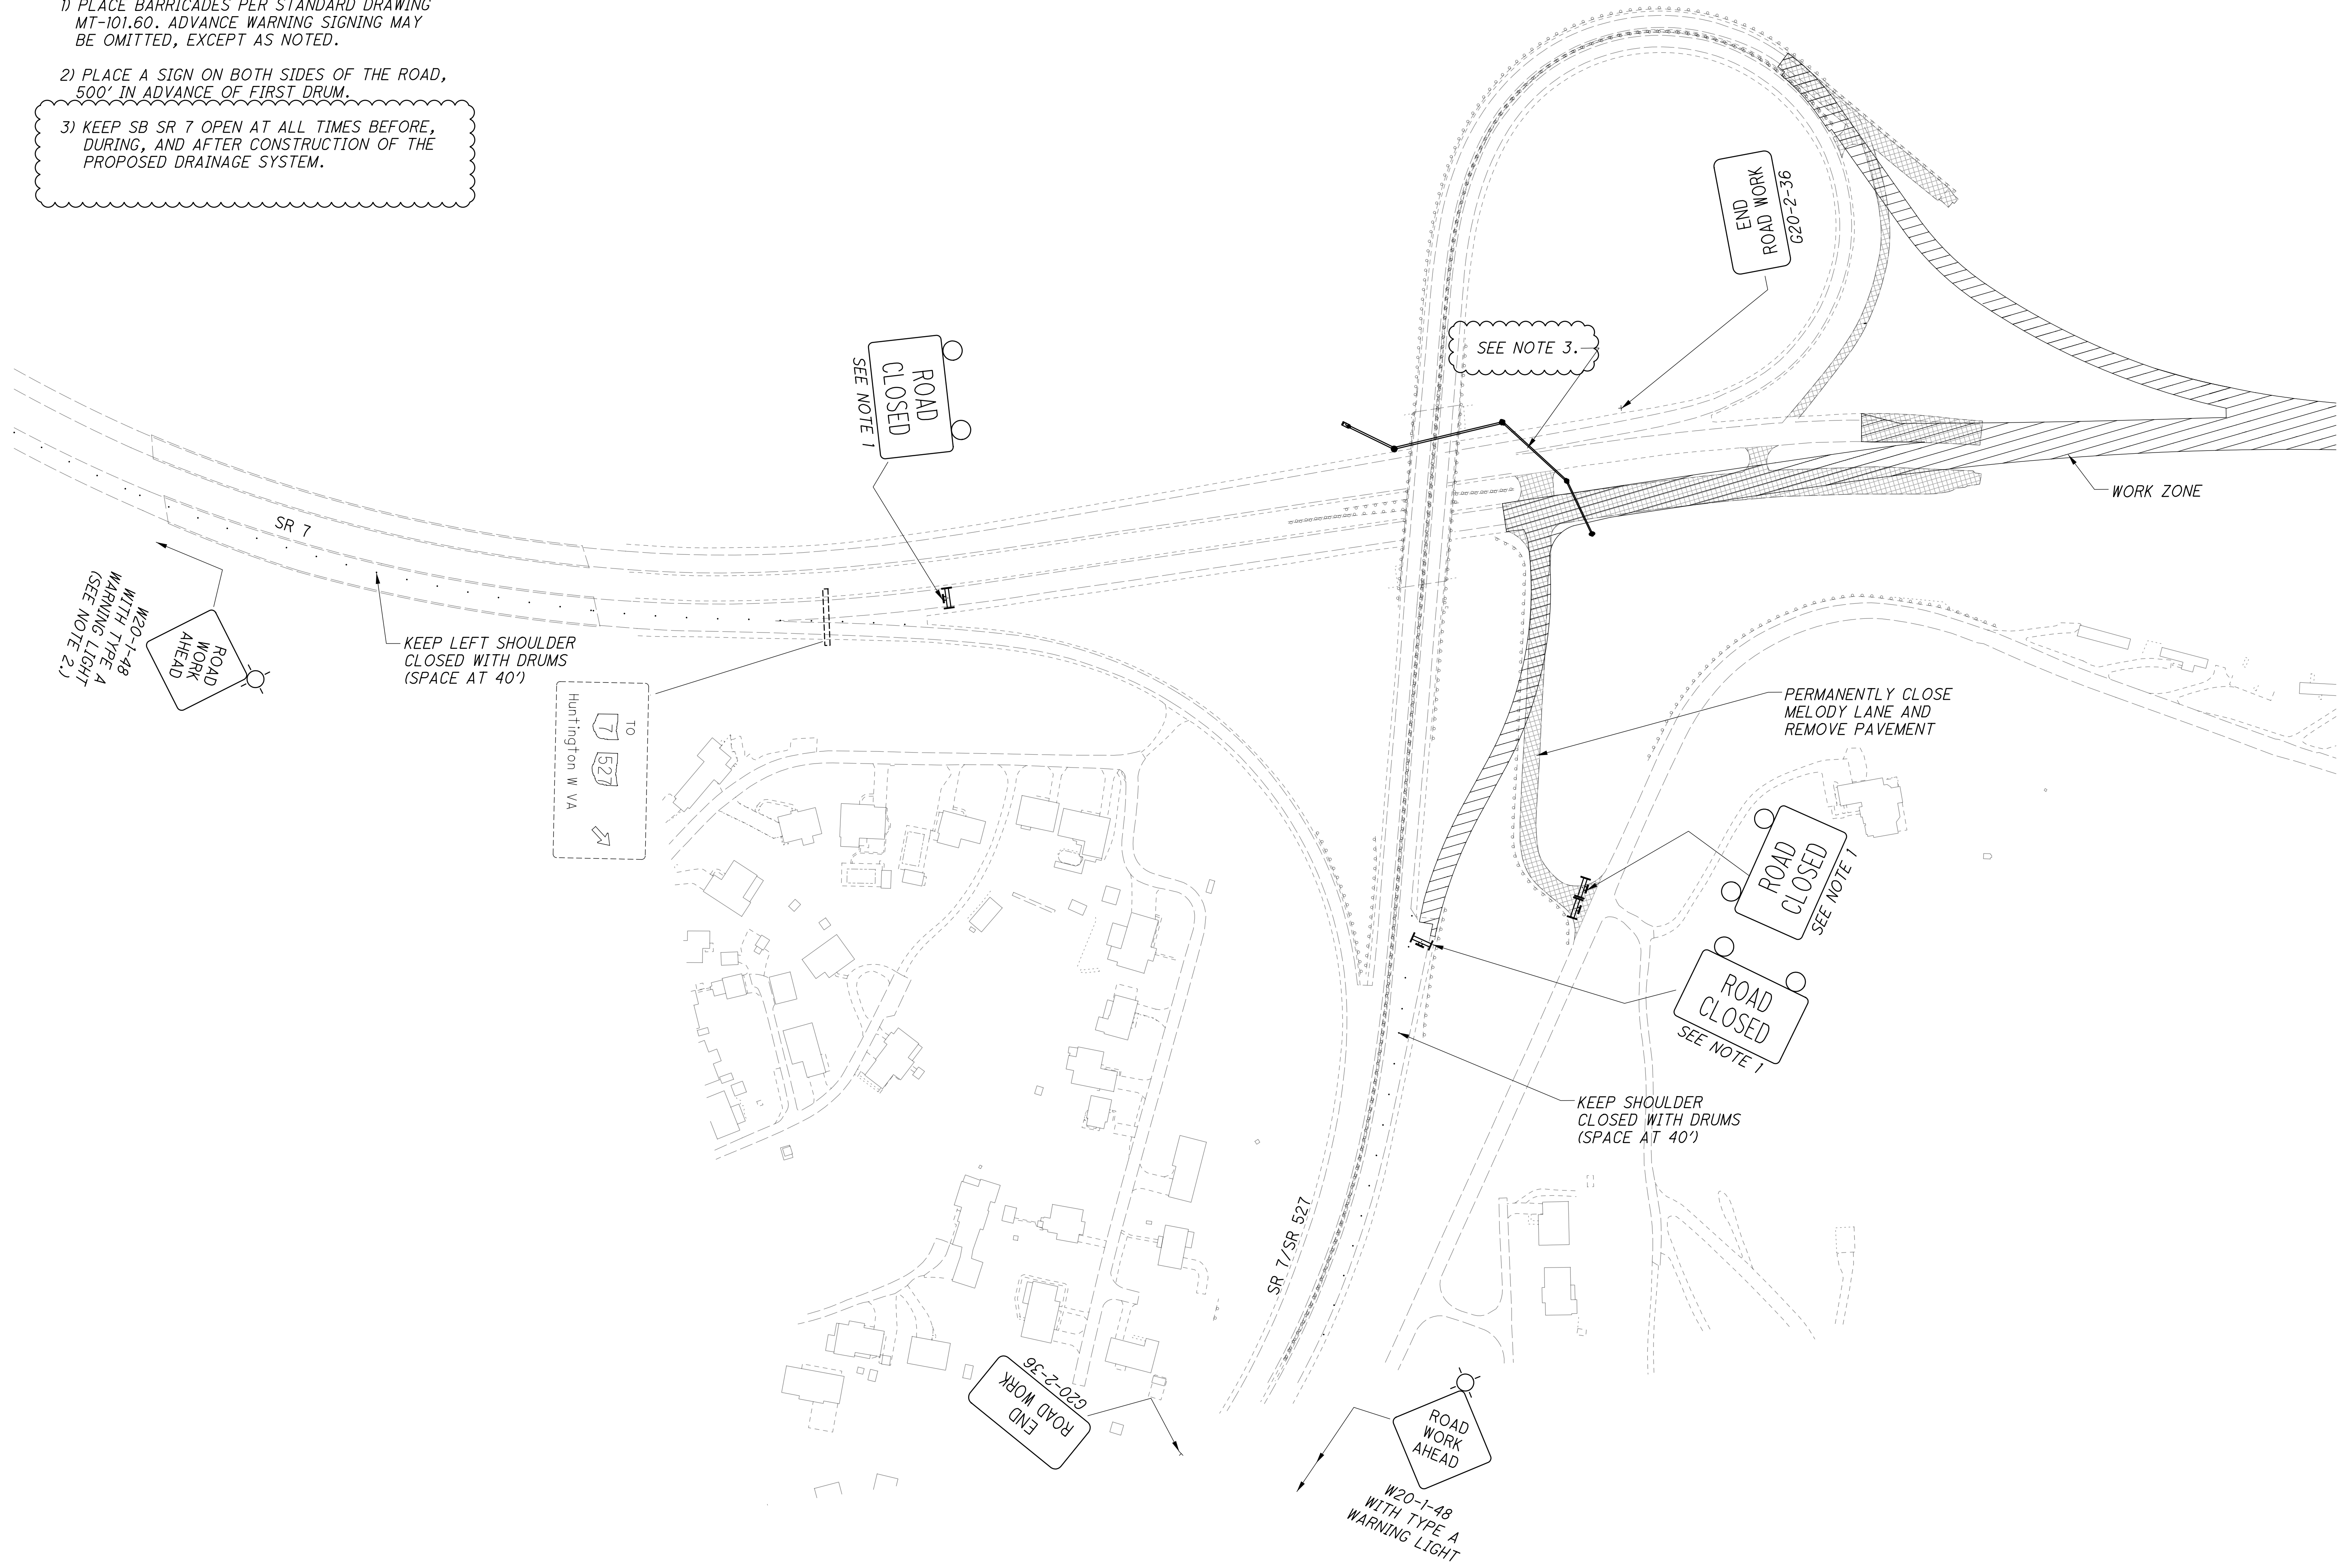 1) PLACE BARRICADES PER STANDARD DRAWING
MT-101.60. ADVANCE WARNING SIGNING MAY
BE OMITTED, EXCEPT AS NOTED.
2) PLACE A SIGN ON BOTH SIDES OF THE ROAD,
500' IN ADVANCE OF FIRST DRUM.
3) KEEP SB SR 7 OPEN AT ALL TIMES BEFORE,
DURING, AND AFTER CONSTRUCTION OF THE
PROPOSED DRAINAGE SYSTEM.
END
ROAD WORK
G20-2-36
SEE NOTE 3.
ROAD
CLOSED
SEE NOTE 1
WORK ZONE
SR 7
W20-1-48
WITH TYPE A
WARNING LIGHT
(SEE NOTE 2.)
ROAD
WORK
AHEAD
KEEP LEFT SHOULDER
CLOSED WITH DRUMS
(SPACE AT 40')
TO
7 527
Huntington W VA
PERMANENTLY CLOSE
MELODY LANE AND
REMOVE PAVEMENT
ROAD
CLOSED
SEE NOTE 1
ROAD
CLOSED
SEE NOTE 1
KEEP SHOULDER
CLOSED WITH DRUMS
(SPACE AT 40')
SR 7/SR 527
END
ROAD WORK
G20-2-36
ROAD
WORK
AHEAD
W20-1-48
WITH TYPE A
WARNING LIGHT